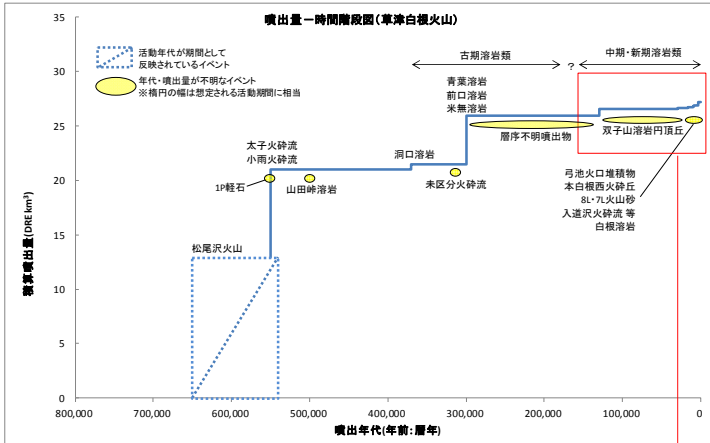 噴出量－時間階段図(草津白根火山)
活動年代が期間として
反映されているイベント
年代・噴出量が不明なイベント
※楕円の幅は想定される活動期間に相当
古期溶岩類
?
中期・新期溶岩類
青葉溶岩
前口溶岩
米無溶岩
層序不明噴出物
双子山溶岩円頂丘
太子火砕流
小雨火砕流
洞口溶岩
1P軽石
山田峠溶岩
未区分火砕流
弓池火口堆積物
本白根西火砕丘
8L・7L火山砂
入道沢火砕流 等
白根溶岩
松尾沢火山
積算噴出量(DRE km³)
35
30
25
20
15
10
5
0
800,000 700,000 600,000 500,000 400,000 300,000 200,000 100,000 0
噴出年代(年前:暦年)